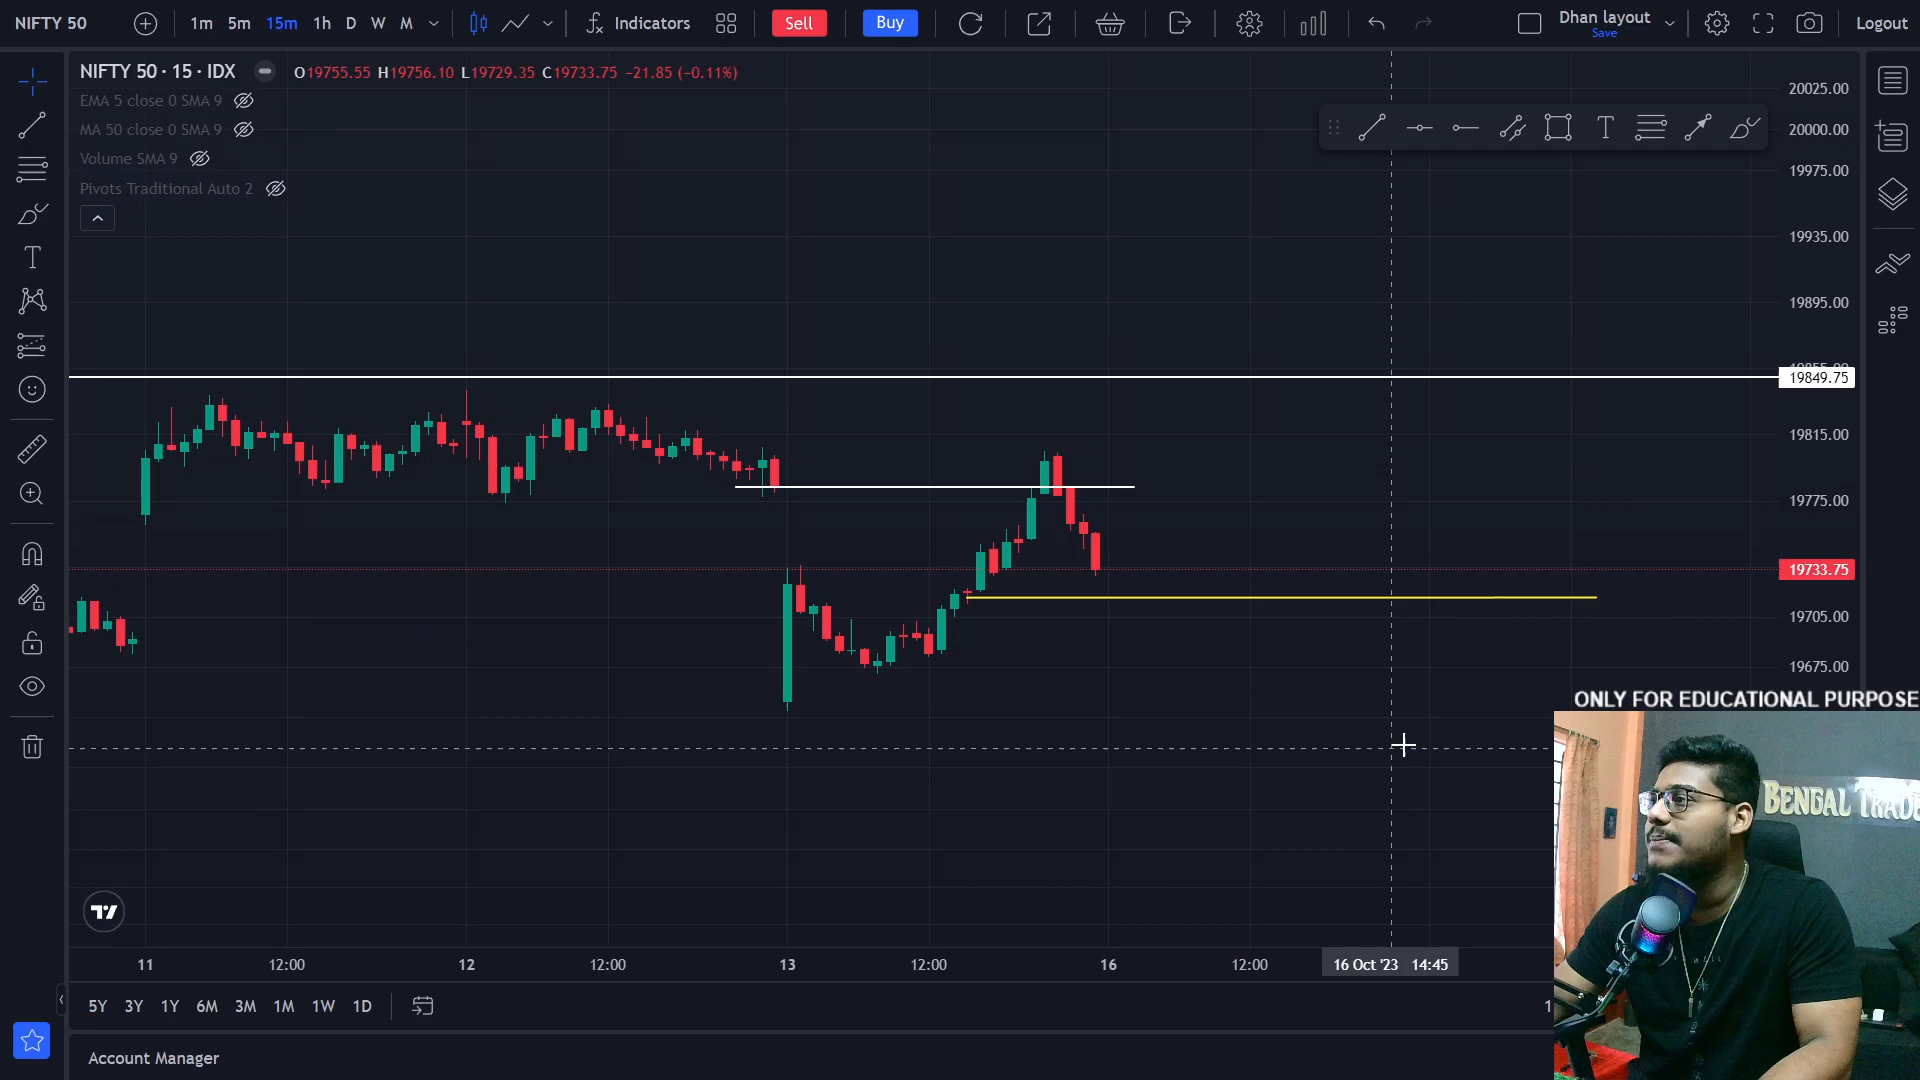 NIFTY 50
1m 5m 15m 1h D W M
Indicators
Sell
Buy
Dhan layout
Save
Logout
NIFTY 50 · 15 · IDX
O19755.55 H19756.10 L19729.35 C19733.75 −21.85 (−0.11%)
EMA 5 close 0 SMA 9
MA 50 close 0 SMA 9
Volume SMA 9
Pivots Traditional Auto 2
20025.00
20000.00
19975.00
19935.00
19895.00
19849.75
19815.00
19775.00
19733.75
19705.00
19675.00
ONLY FOR EDUCATIONAL PURPOSE
BENGAL TRADE
11 12:00 12 12:00 13 12:00 16 12:00 16 Oct '23 14:45
5Y 3Y 1Y 6M 3M 1M 1W 1D
Account Manager